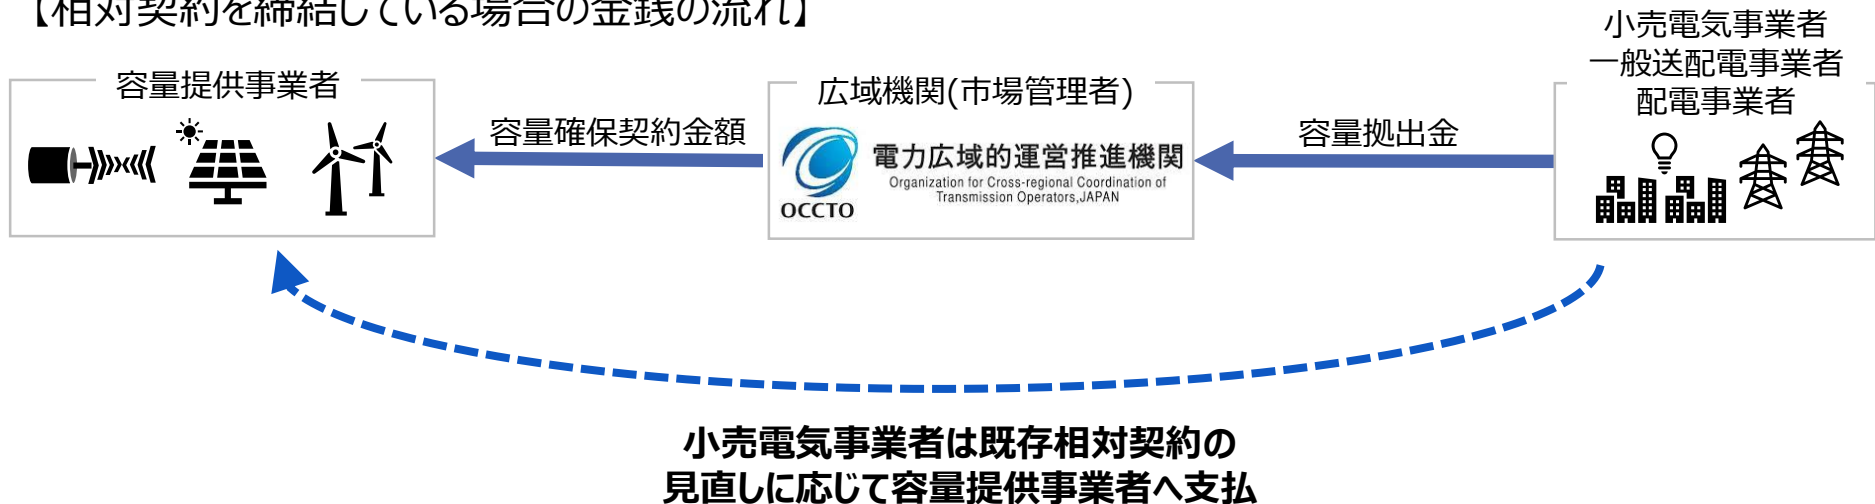 【相対契約を締結している場合の金銭の流れ】
小売電気事業者
一般送配電事業者
配電事業者
容量提供事業者
広域機関(市場管理者)
容量確保契約金額
容量拠出金
電力広域的運営推進機関
Organization for Cross-regional Coordination of
Transmission Operators,JAPAN
OCCTO
小売電気事業者は既存相対契約の
見直しに応じて容量提供事業者へ支払